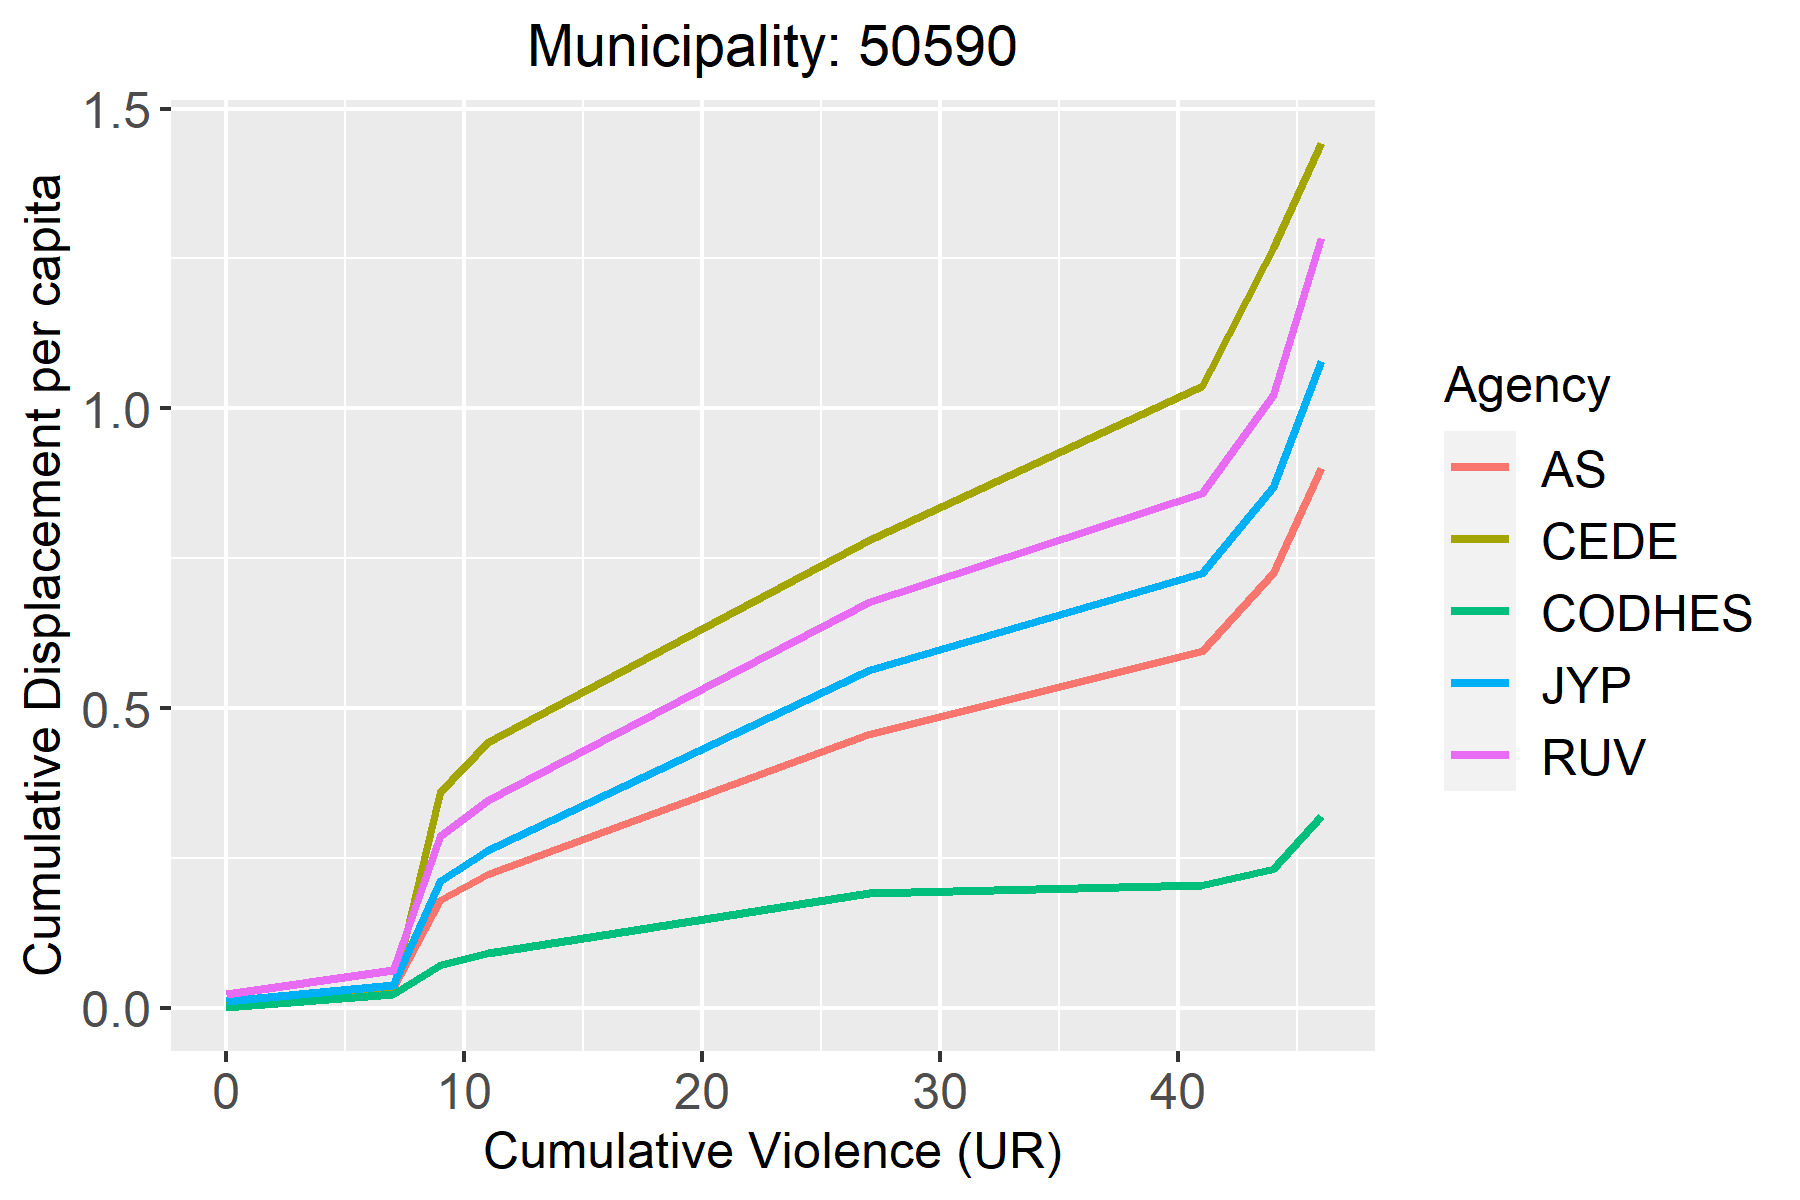 Municipality: 50590
Cumulative Displacement per capita
1.5
1.0
0.5
0.0
0 10 20 30 40
Cumulative Violence (UR)
Agency
AS
CEDE
CODHES
JYP
RUV